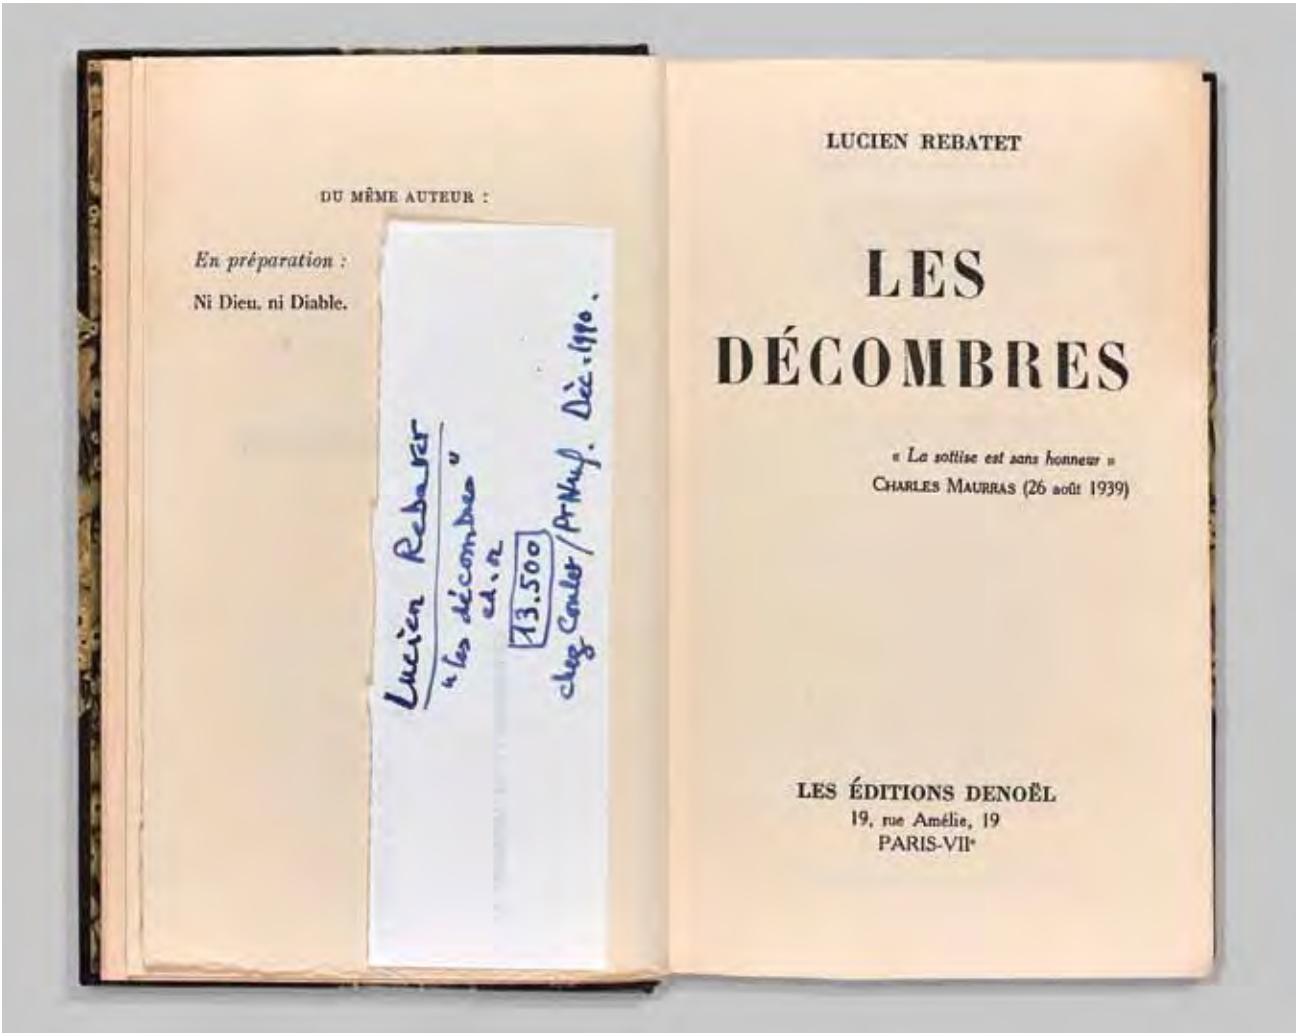 DU MÊME AUTEUR :
En préparation :
Ni Dieu, ni Diable.
Lucien Rebatet
"les décombres"
éd. or
13.500
chez Coulet / Déc. 1990.
LUCIEN REBATET
LES
DÉCOMBRES
« La sottise est sans honneur »
CHARLES MAURRAS (26 août 1939)
LES ÉDITIONS DENOËL
19, rue Amélie, 19
PARIS-VIIᵉ